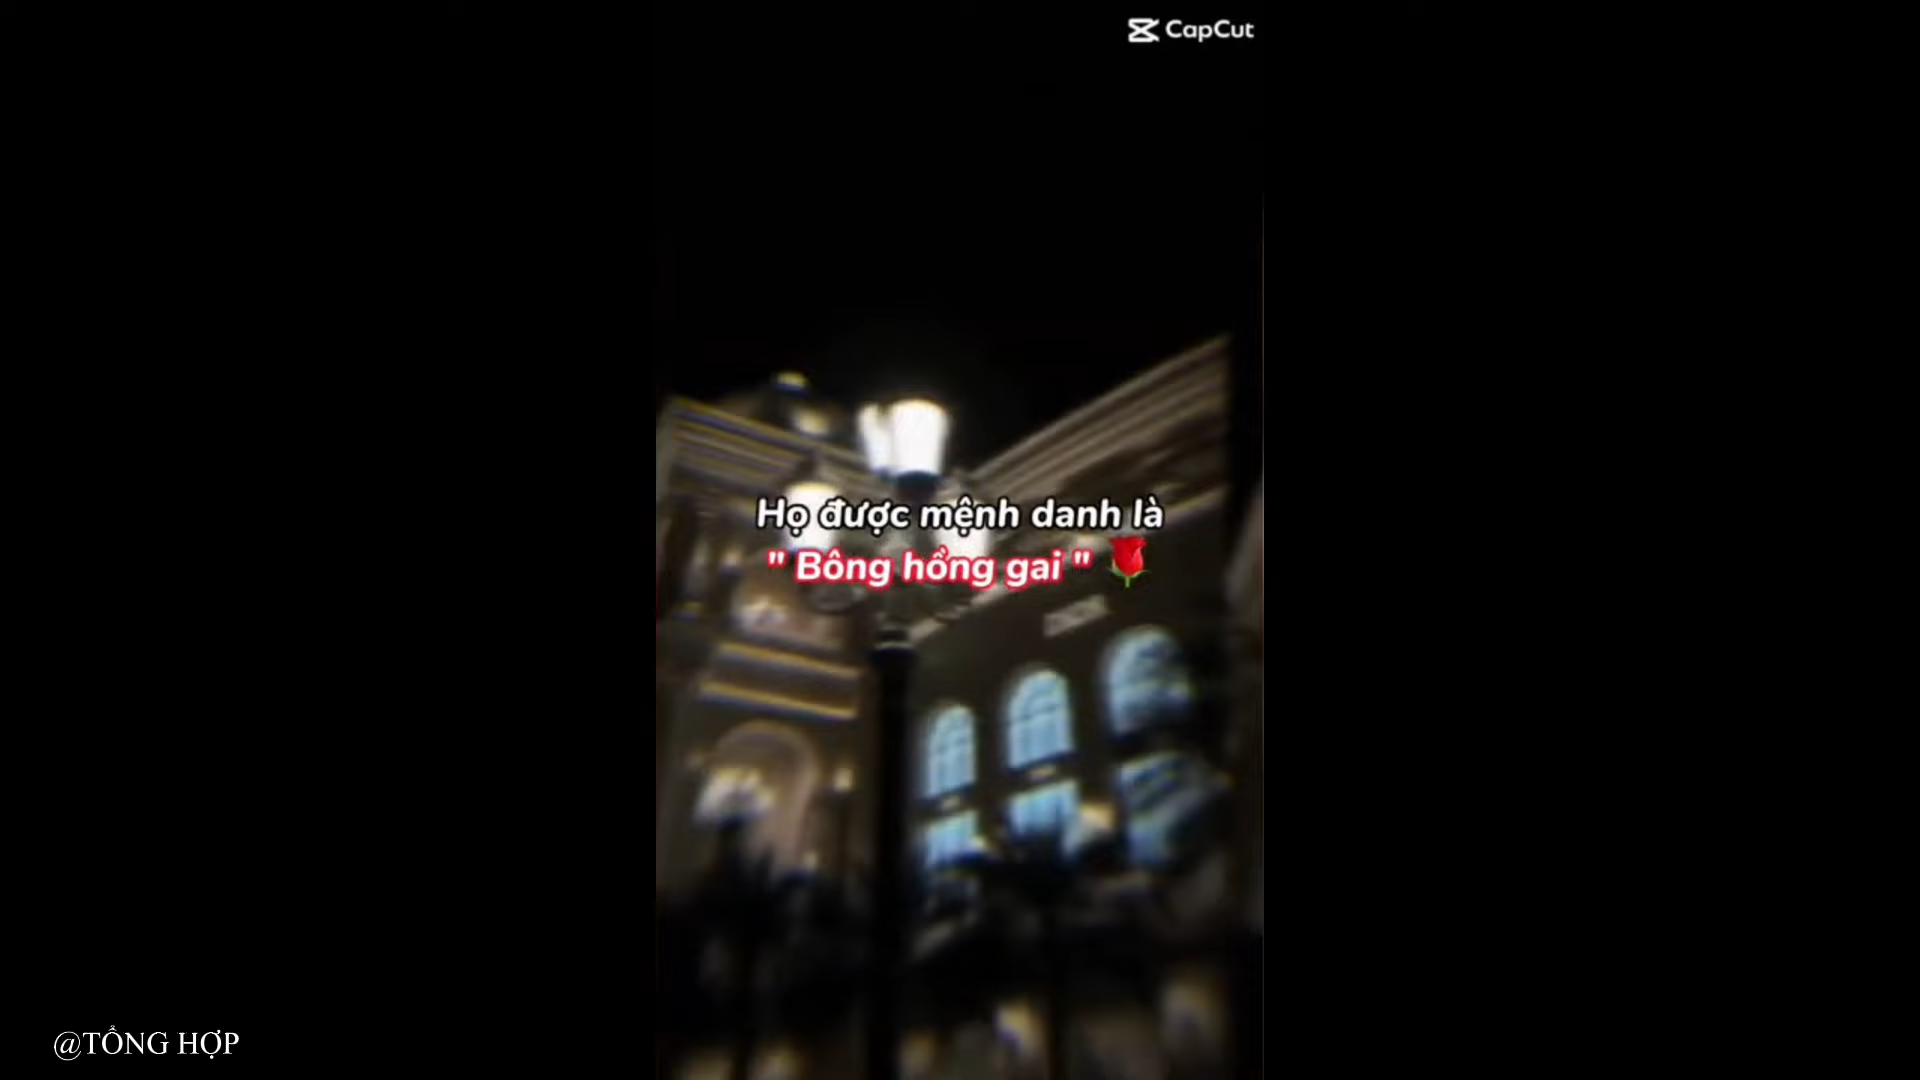 CapCut
Họ được mệnh danh là
" Bông hồng gai " 🌹
@TỔNG HỢP